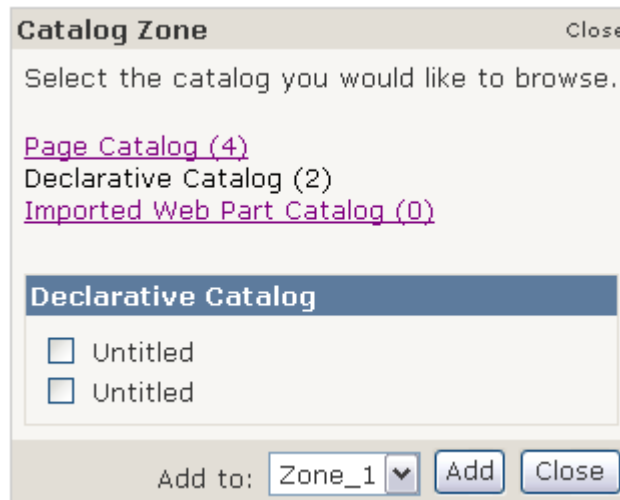 Catalog Zone Close
Select the catalog you would like to browse.
Page Catalog (4)
Declarative Catalog (2)
Imported Web Part Catalog (0)
Declarative Catalog
Untitled
Untitled
Add to: Zone_1 Add Close